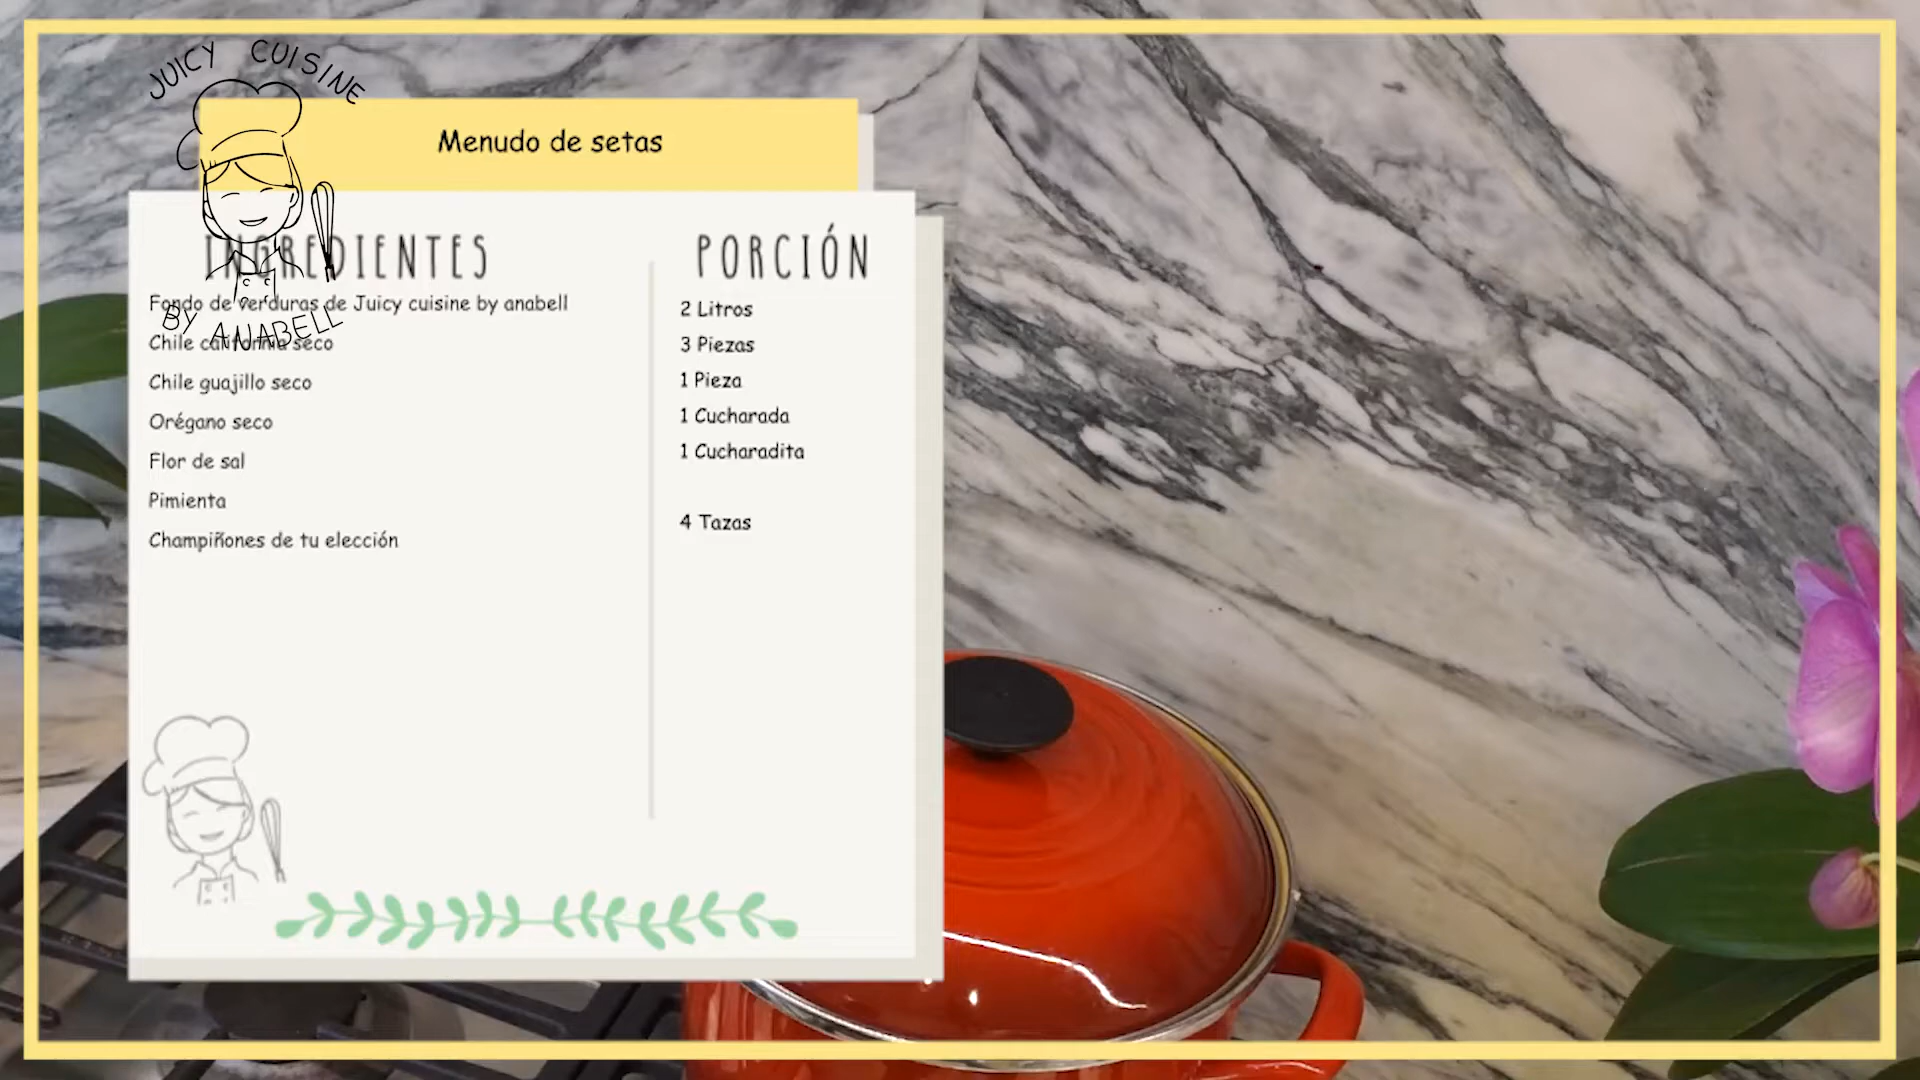 JUICY CUISINE
BY ANABELL
Menudo de setas
INGREDIENTES
PORCIÓN
Fondo de verduras de Juicy cuisine by anabell
2 Litros
Chile california seco
3 Piezas
Chile guajillo seco
1 Pieza
Orégano seco
1 Cucharada
Flor de sal
1 Cucharadita
Pimienta
Champiñones de tu elección
4 Tazas